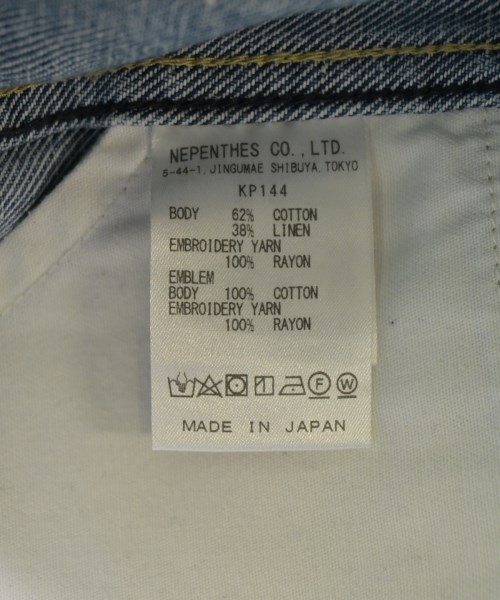 NEPENTHES CO.,LTD.
5-44-1, JINGUMAE SHIBUYA, TOKYO
KP144
BODY 62% COTTON
38% LINEN
EMBROIDERY YARN
100% RAYON
EMBLEM
BODY 100% COTTON
EMBROIDERY YARN
100% RAYON
F W
MADE IN JAPAN